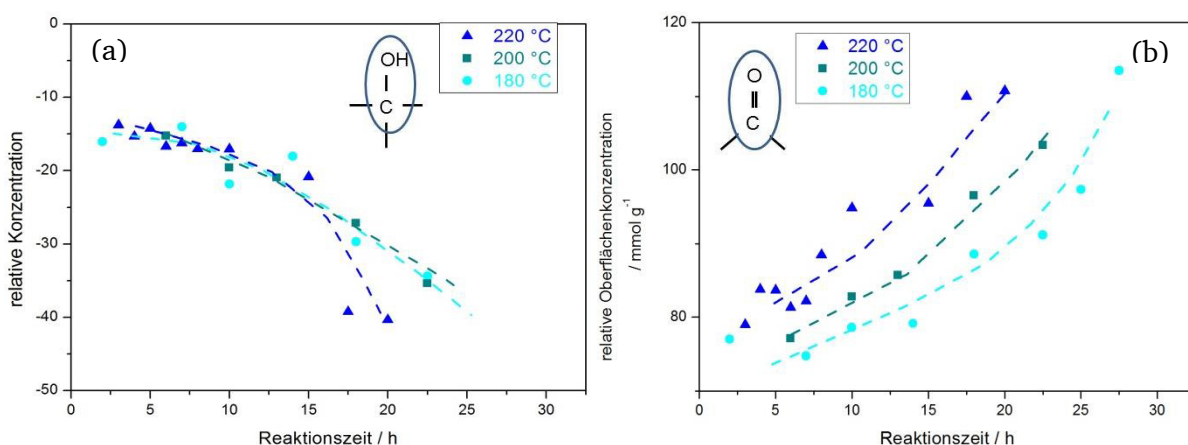 (a)
220 °C
200 °C
180 °C
OH
C
0
-10
-20
-30
-40
-50
relative Konzentration
0 5 10 15 20 25 30
Reaktionszeit / h
(b)
220 °C
200 °C
180 °C
O
C
120
100
80
relative Oberflächenkonzentration
/ mmol g-1
0 5 10 15 20 25 30
Reaktionszeit / h